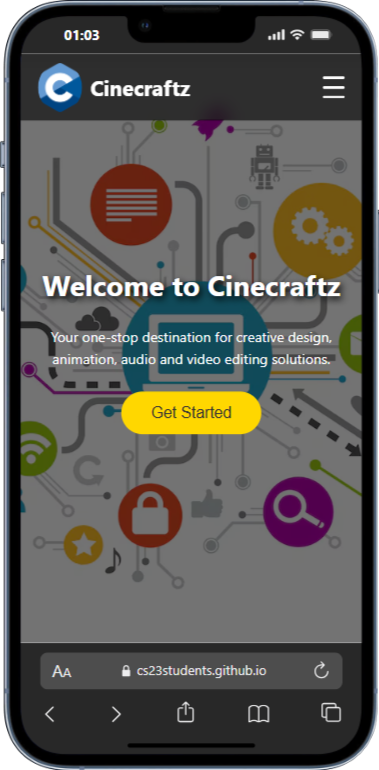 01:03
Cinecraftz
Welcome to Cinecraftz
Your one-stop destination for creative design,
animation, audio and video editing solutions.
Get Started
AA
cs23students.github.io